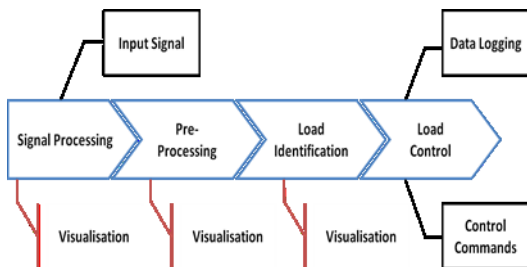 Input Signal
Data Logging
Signal Processing
Pre-
Processing
Load
Identification
Load
Control
Visualisation
Visualisation
Visualisation
Control
Commands